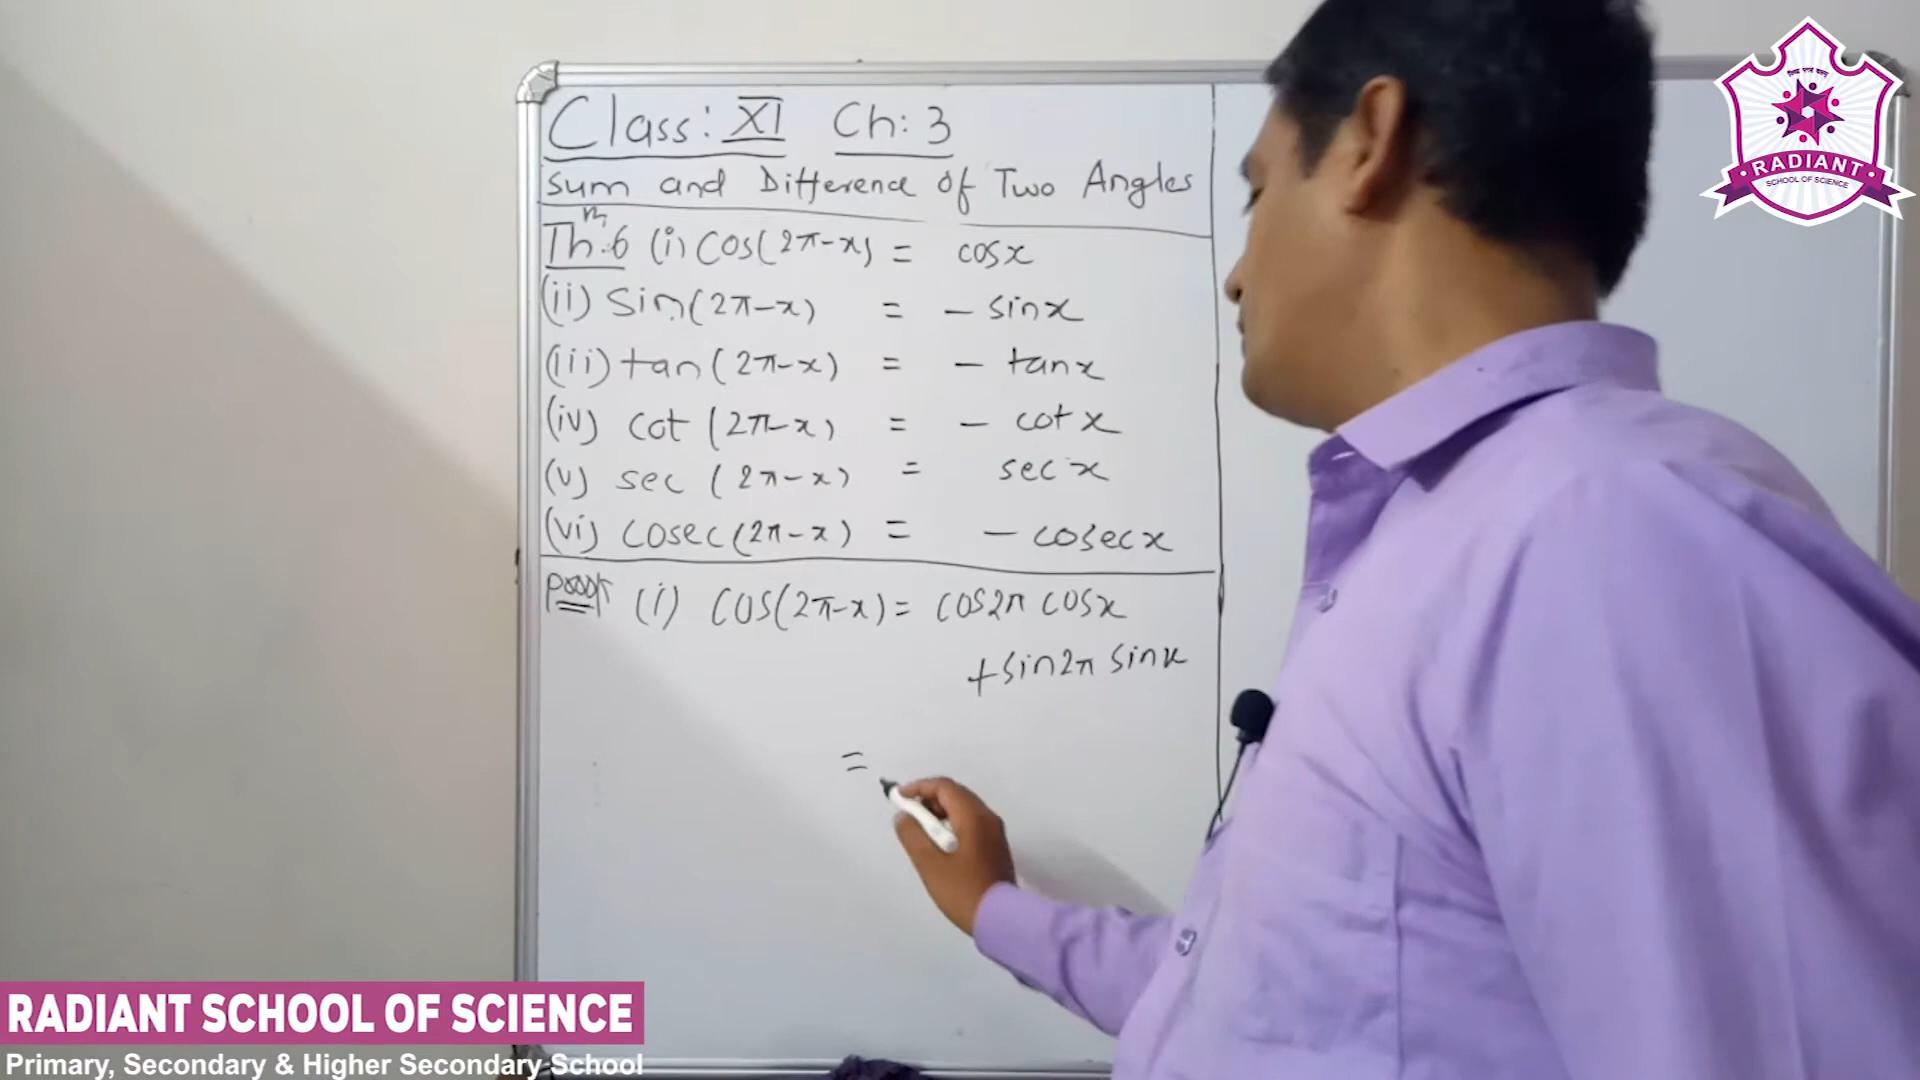 Class: XI Ch: 3
Sum and Difference of Two Angles
Thm.6 (i) Cos(2π-x) = cosx
(ii) Sin(2π-x) = - sinx
(iii) tan(2π-x) = - tanx
(iv) cot(2π-x) = - cotx
(v) sec(2π-x) = secx
(vi) cosec(2π-x) = - cosecx
Proof (i) cos(2π-x) = cos2π cosx
+ sin2π sinx
=
RADIANT
SCHOOL OF SCIENCE
RADIANT SCHOOL OF SCIENCE
Primary, Secondary & Higher Secondary School